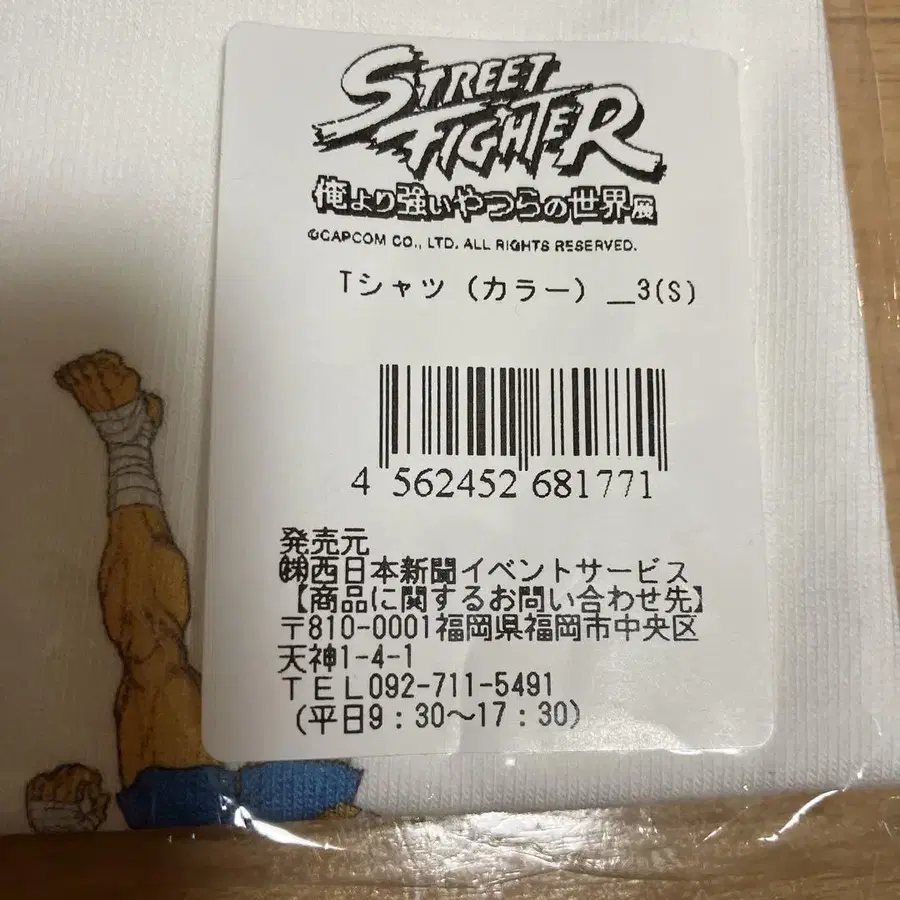 STREET
FIGHTER
俺より強いやつらの世界展
©CAPCOM CO., LTD. ALL RIGHTS RESERVED.
Tシャツ（カラー）＿3(S)
4 562452 681771
発売元
㈱西日本新聞イベントサービス
【商品に関するお問い合わせ先】
〒810-0001福岡県福岡市中央区
天神1-4-1
ＴＥＬ092-711-5491
(平日9：30～17：30)